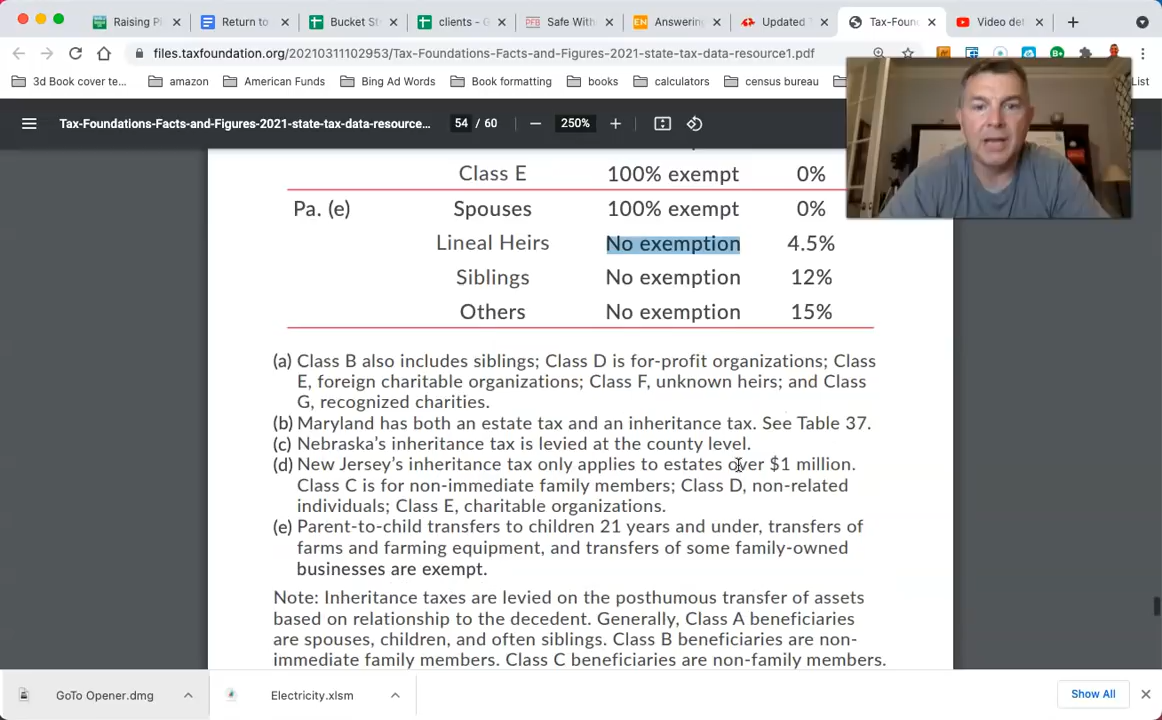 Raising Pi
Return to
Bucket St
clients - G
Safe With
Answering
Updated T
Tax-Foun
Video det
files.taxfoundation.org/20210311102953/Tax-Foundations-Facts-and-Figures-2021-state-tax-data-resource1.pdf
3d Book cover te...
amazon
American Funds
Bing Ad Words
Book formatting
books
calculators
census bureau
List
Tax-Foundations-Facts-and-Figures-2021-state-tax-data-resource...
54 / 60
250%
Class E 100% exempt 0%
Pa. (e) Spouses 100% exempt 0%
Lineal Heirs No exemption 4.5%
Siblings No exemption 12%
Others No exemption 15%
(a) Class B also includes siblings; Class D is for-profit organizations; Class
E, foreign charitable organizations; Class F, unknown heirs; and Class
G, recognized charities.
(b) Maryland has both an estate tax and an inheritance tax. See Table 37.
(c) Nebraska's inheritance tax is levied at the county level.
(d) New Jersey's inheritance tax only applies to estates over $1 million.
Class C is for non-immediate family members; Class D, non-related
individuals; Class E, charitable organizations.
(e) Parent-to-child transfers to children 21 years and under, transfers of
farms and farming equipment, and transfers of some family-owned
businesses are exempt.
Note: Inheritance taxes are levied on the posthumous transfer of assets
based on relationship to the decedent. Generally, Class A beneficiaries
are spouses, children, and often siblings. Class B beneficiaries are non-
immediate family members. Class C beneficiaries are non-family members.
GoTo Opener.dmg
Electricity.xlsm
Show All